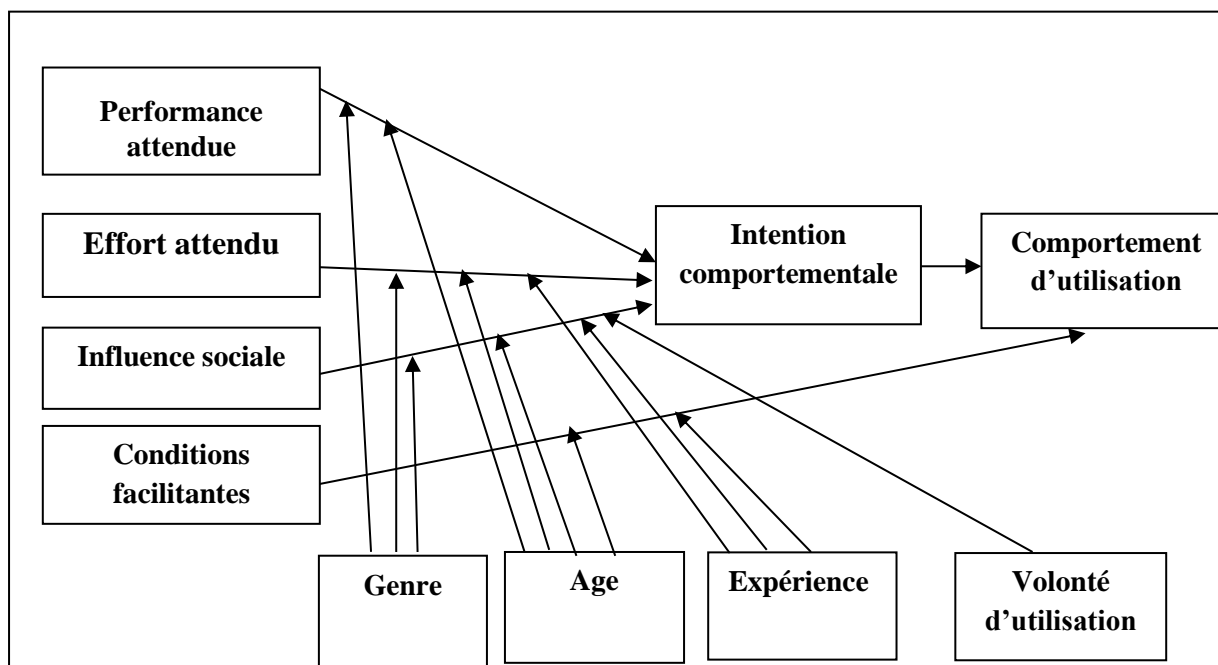 Performance
attendue
Effort attendu
Influence sociale
Conditions
facilitantes
Intention
comportementale
Comportement
d’utilisation
Genre
Age
Expérience
Volonté
d’utilisation